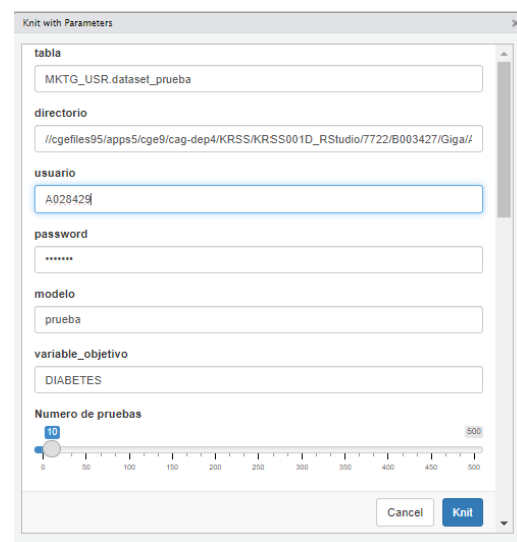 Knit with Parameters
tabla
MKTG_USR.dataset_prueba
directorio
//cgefiles95/apps5/cge9/cag-dep4/KRSS/KRSS001D_RStudio/7722/B003427/Giga/
usuario
A028429
password
•••••••
modelo
prueba
variable_objetivo
DIABETES
Numero de pruebas
10 500
0 50 100 150 200 250 300 350 400 450 500
Cancel Knit